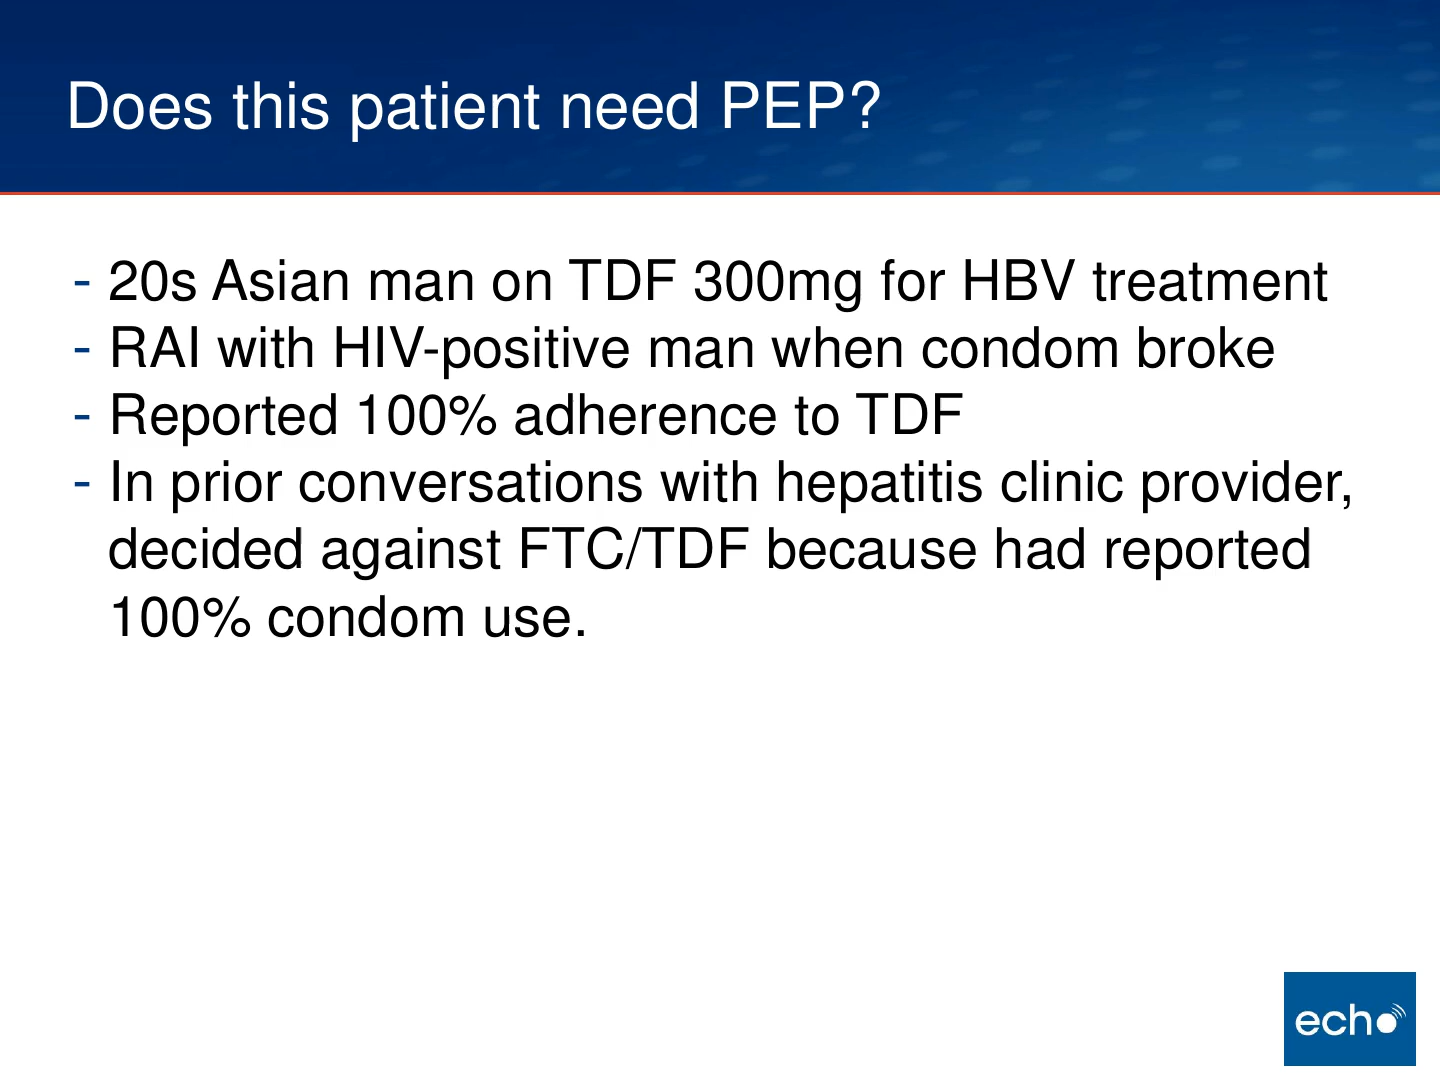 Does this patient need PEP?
- 20s Asian man on TDF 300mg for HBV treatment
- RAI with HIV-positive man when condom broke
- Reported 100% adherence to TDF
- In prior conversations with hepatitis clinic provider,
decided against FTC/TDF because had reported
100% condom use.
echo